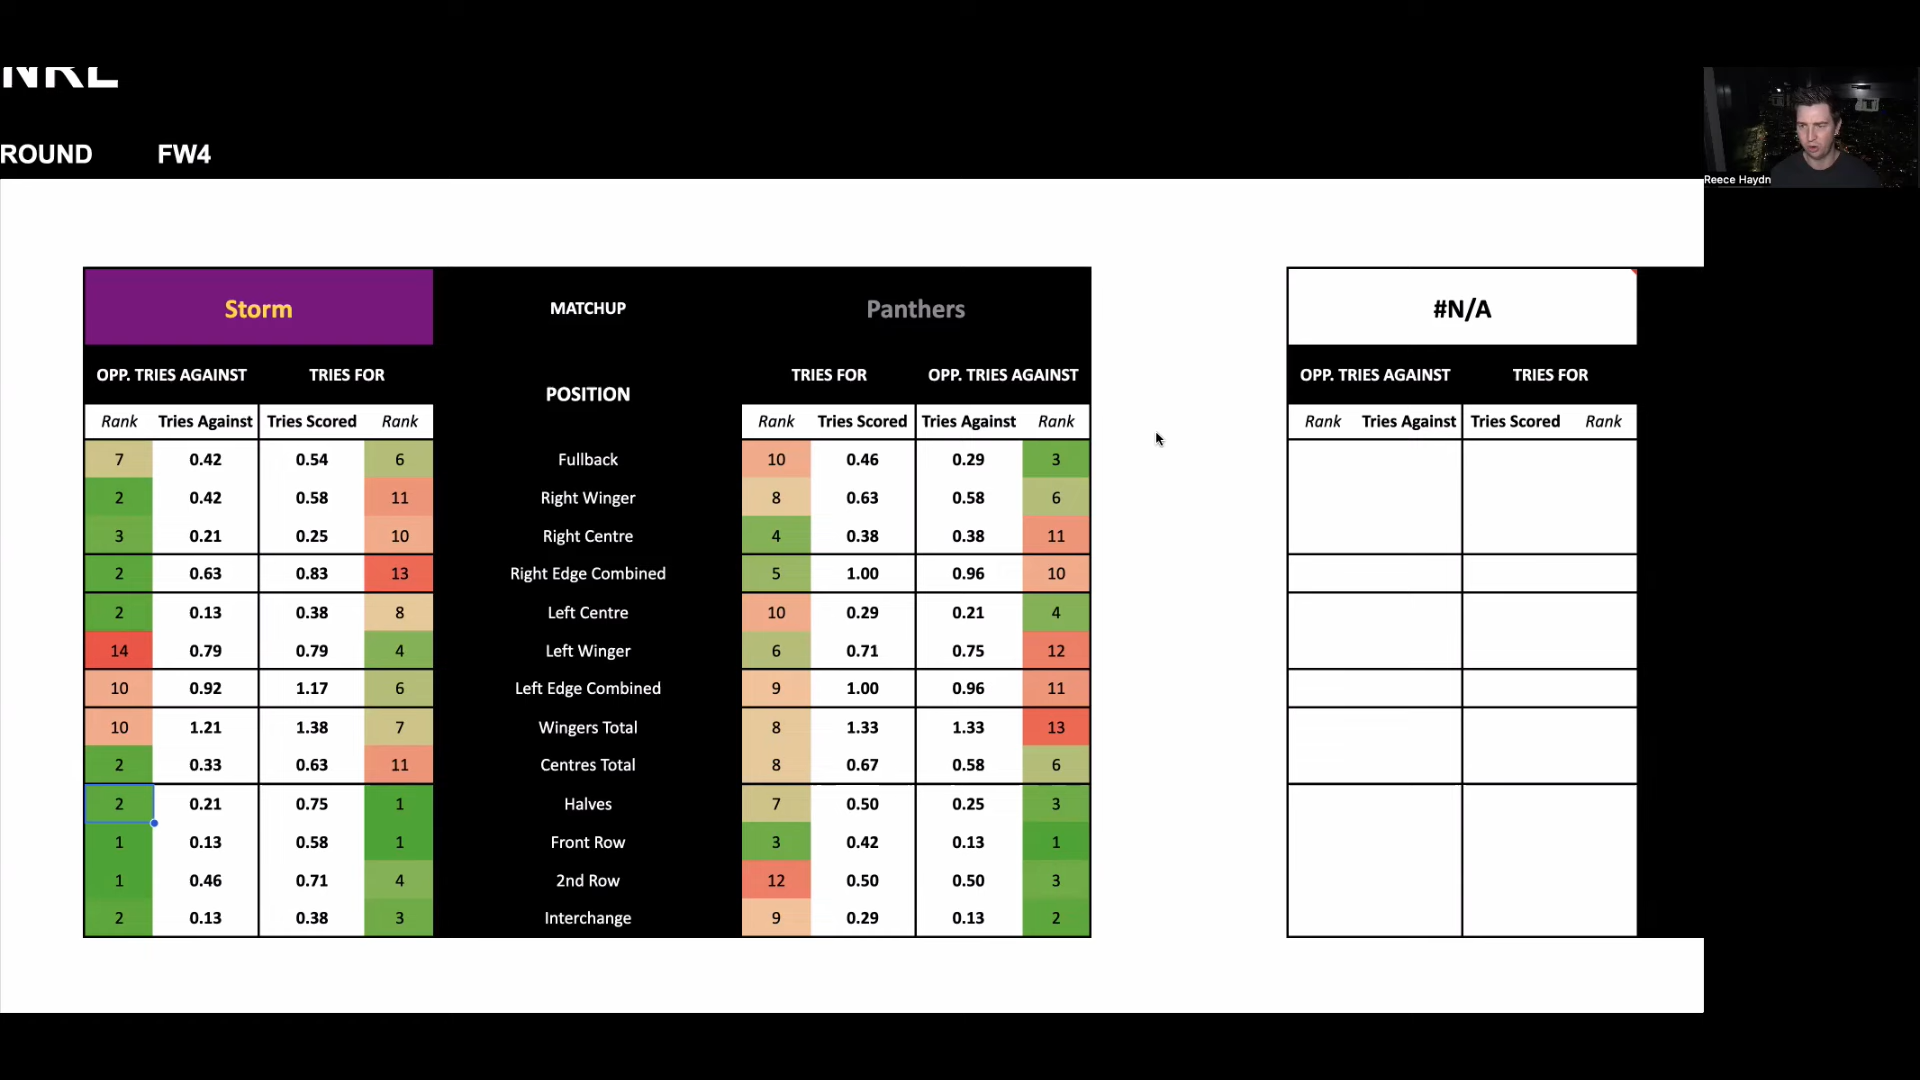 NRL
ROUND FW4
Reece Haydn
Storm MATCHUP Panthers #N/A
OPP. TRIES AGAINST TRIES FOR POSITION TRIES FOR OPP. TRIES AGAINST OPP. TRIES AGAINST TRIES FOR
Rank Tries Against Tries Scored Rank Rank Tries Scored Tries Against Rank Rank Tries Against Tries Scored Rank
7 0.42 0.54 6 Fullback 10 0.46 0.29 3
2 0.42 0.58 11 Right Winger 8 0.63 0.58 6
3 0.21 0.25 10 Right Centre 4 0.38 0.38 11
2 0.63 0.83 13 Right Edge Combined 5 1.00 0.96 10
2 0.13 0.38 8 Left Centre 10 0.29 0.21 4
14 0.79 0.79 4 Left Winger 6 0.71 0.75 12
10 0.92 1.17 6 Left Edge Combined 9 1.00 0.96 11
10 1.21 1.38 7 Wingers Total 8 1.33 1.33 13
2 0.33 0.63 11 Centres Total 8 0.67 0.58 6
2 0.21 0.75 1 Halves 7 0.50 0.25 3
1 0.13 0.58 1 Front Row 3 0.42 0.13 1
1 0.46 0.71 4 2nd Row 12 0.50 0.50 3
2 0.13 0.38 3 Interchange 9 0.29 0.13 2